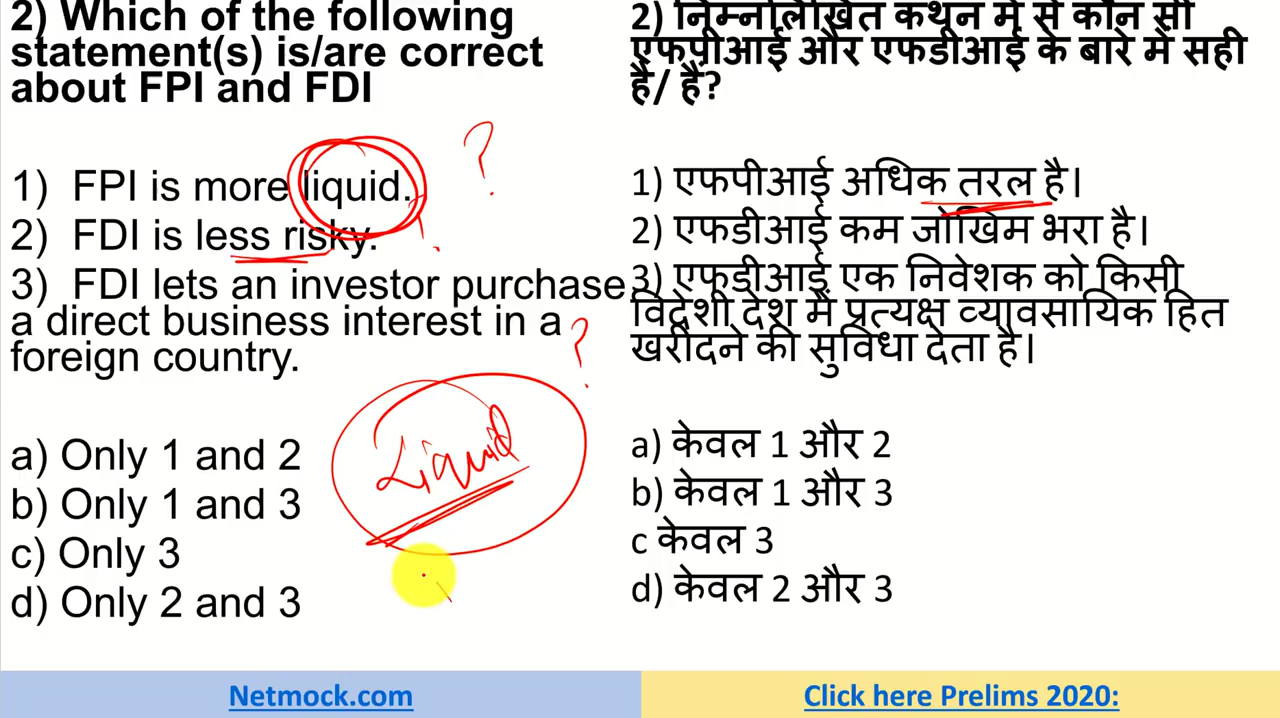 2) Which of the following
statement(s) is/are correct
about FPI and FDI
1) FPI is more liquid.
2) FDI is less risky.
3) FDI lets an investor purchase
a direct business interest in a
foreign country.
a) Only 1 and 2
b) Only 1 and 3
c) Only 3
d) Only 2 and 3
?
?
?
Liquid
2) निम्नलिखित कथन में से कौन सी
एफपीआई और एफडीआई के बारे में सही
है/ हैं?
1) एफपीआई अधिक तरल है।
2) एफडीआई कम जोखिम भरा है।
3) एफडीआई एक निवेशक को किसी
विदेशी देश में प्रत्यक्ष व्यावसायिक हित
खरीदने की सुविधा देता है।
a) केवल 1 और 2
b) केवल 1 और 3
c केवल 3
d) केवल 2 और 3
Netmock.com
Click here Prelims 2020: